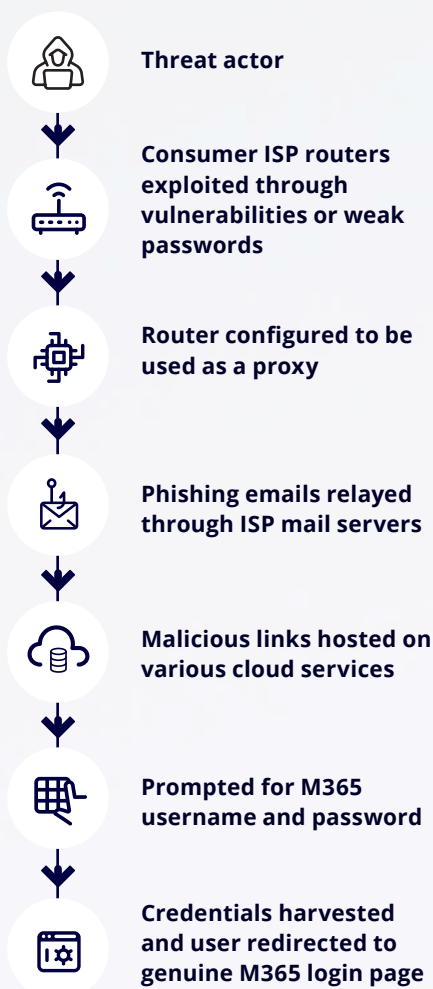 Threat actor
Consumer ISP routers
exploited through
vulnerabilities or weak
passwords
Router configured to be
used as a proxy
Phishing emails relayed
through ISP mail servers
Malicious links hosted on
various cloud services
Prompted for M365
username and password
Credentials harvested
and user redirected to
genuine M365 login page